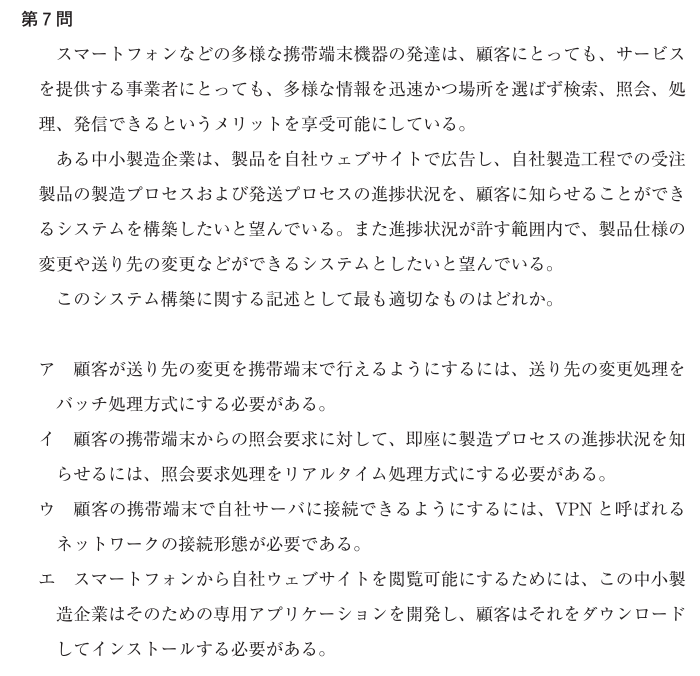 第7問
スマートフォンなどの多様な携帯端末機器の発達は、顧客にとっても、サービス
を提供する事業者にとっても、多様な情報を迅速かつ場所を選ばず検索、照会、処
理、発信できるというメリットを享受可能にしている。
ある中小製造企業は、製品を自社ウェブサイトで広告し、自社製造工程での受注
製品の製造プロセスおよび発送プロセスの進捗状況を、顧客に知らせることができ
るシステムを構築したいと望んでいる。また進捗状況が許す範囲内で、製品仕様の
変更や送り先の変更などができるシステムとしたいと望んでいる。
このシステム構築に関する記述として最も適切なものはどれか。
ア 顧客が送り先の変更を携帯端末で行えるようにするには、送り先の変更処理を
バッチ処理方式にする必要がある。
イ 顧客の携帯端末からの照会要求に対して、即座に製造プロセスの進捗状況を知
らせるには、照会要求処理をリアルタイム処理方式にする必要がある。
ウ 顧客の携帯端末で自社サーバに接続できるようにするには、VPN と呼ばれる
ネットワークの接続形態が必要である。
エ スマートフォンから自社ウェブサイトを閲覧可能にするためには、この中小製
造企業はそのための専用アプリケーションを開発し、顧客はそれをダウンロード
してインストールする必要がある。